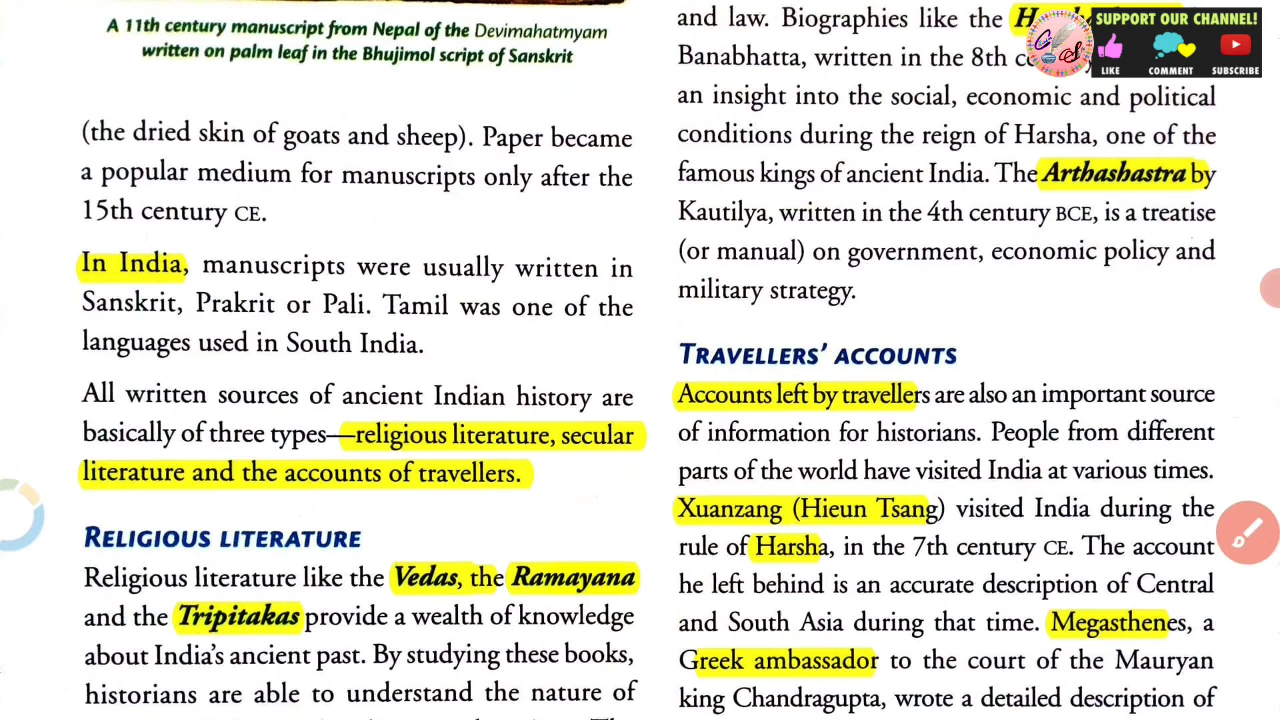 A 11th century manuscript from Nepal of the Devimahatmyam
written on palm leaf in the Bhujimol script of Sanskrit
(the dried skin of goats and sheep). Paper became
a popular medium for manuscripts only after the
15th century CE.
In India, manuscripts were usually written in
Sanskrit, Prakrit or Pali. Tamil was one of the
languages used in South India.
All written sources of ancient Indian history are
basically of three types—religious literature, secular
literature and the accounts of travellers.
RELIGIOUS LITERATURE
Religious literature like the Vedas, the Ramayana
and the Tripitakas provide a wealth of knowledge
about India's ancient past. By studying these books,
historians are able to understand the nature of
and law. Biographies like the
Banabhatta, written in the 8th
an insight into the social, economic and political
conditions during the reign of Harsha, one of the
famous kings of ancient India. The Arthashastra by
Kautilya, written in the 4th century BCE, is a treatise
(or manual) on government, economic policy and
military strategy.
TRAVELLERS' ACCOUNTS
Accounts left by travellers are also an important source
of information for historians. People from different
parts of the world have visited India at various times.
Xuanzang (Hieun Tsang) visited India during the
rule of Harsha, in the 7th century CE. The account
he left behind is an accurate description of Central
and South Asia during that time. Megasthenes, a
Greek ambassador to the court of the Mauryan
king Chandragupta, wrote a detailed description of
SUPPORT OUR CHANNEL!
LIKE COMMENT SUBSCRIBE